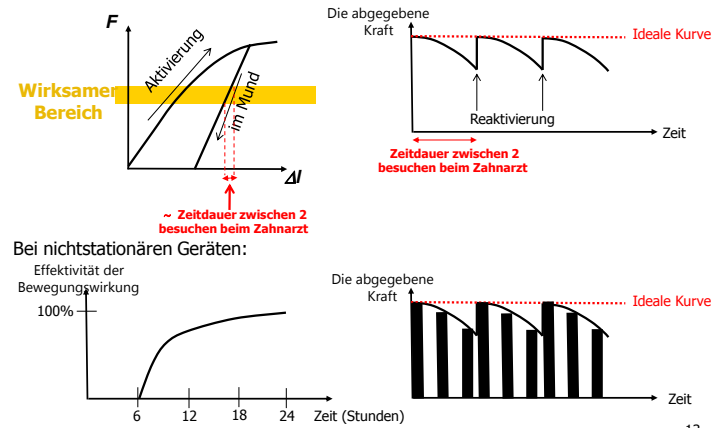 F
Aktivierung
Wirksamer
Bereich
im Mund
Δl
~ Zeitdauer zwischen 2
besuchen beim Zahnarzt
Die abgegebene
Kraft
Ideale Kurve
Reaktivierung
Zeit
Zeitdauer zwischen 2
besuchen beim Zahnarzt
Bei nichtstationären Geräten:
Effektivität der
Bewegungswirkung
100%
6 12 18 24 Zeit (Stunden)
Die abgegebene
Kraft
Ideale Kurve
Zeit